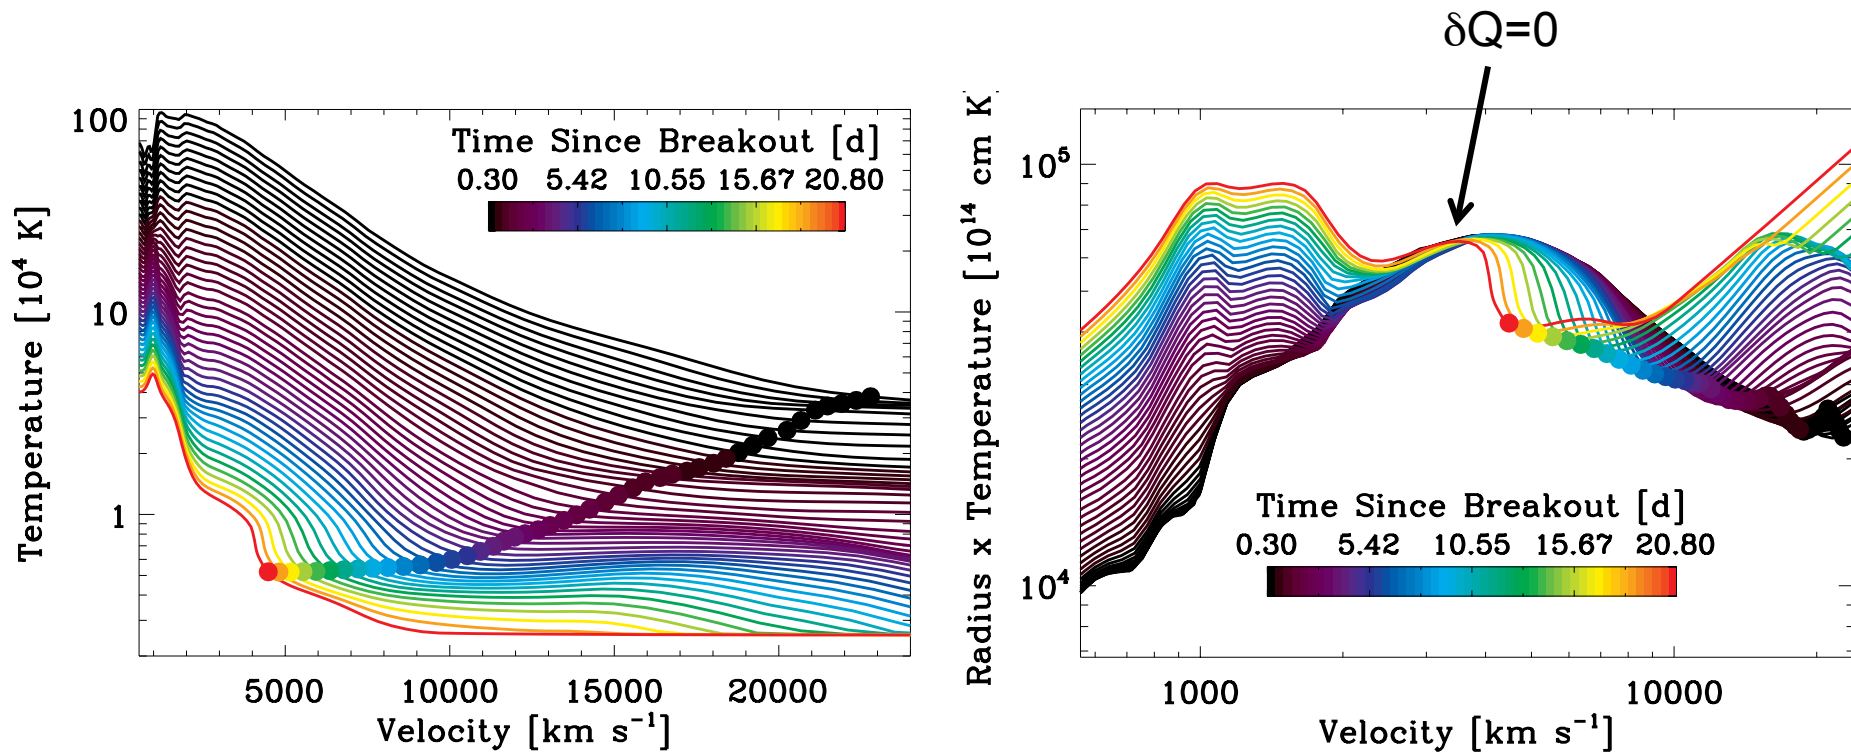 δQ=0
Time Since Breakout [d]
0.30 5.42 10.55 15.67 20.80
100
10
1
Temperature [10⁴ K]
5000 10000 15000 20000
Velocity [km s⁻¹]
Radius x Temperature [10¹⁴ cm K]
10⁵
10⁴
Time Since Breakout [d]
0.30 5.42 10.55 15.67 20.80
1000 10000
Velocity [km s⁻¹]